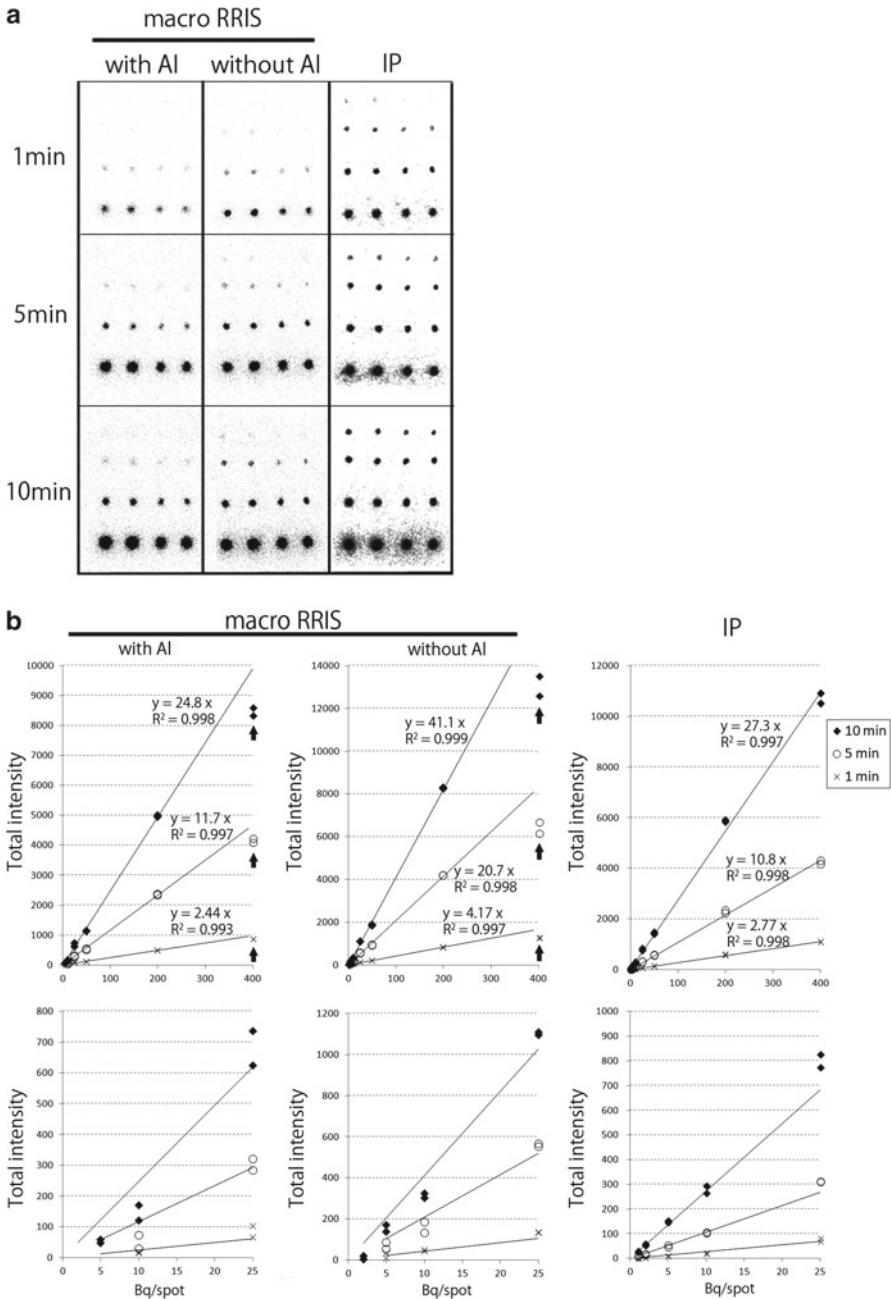 a
macro RRIS
with Al
without Al
IP
1min
5min
10min
b
macro RRIS
IP
with Al
without Al
Total intensity
10000
9000
8000
7000
6000
5000
4000
3000
2000
1000
0
0
100
200
300
400
y = 24.8 x
R² = 0.998
y = 11.7 x
R² = 0.997
y = 2.44 x
R² = 0.993
Total intensity
14000
12000
10000
8000
6000
4000
2000
0
0
100
200
300
400
y = 41.1 x
R² = 0.999
y = 20.7 x
R² = 0.998
y = 4.17 x
R² = 0.997
Total intensity
12000
10000
8000
6000
4000
2000
0
0
100
200
300
400
y = 27.3 x
R² = 0.997
y = 10.8 x
R² = 0.998
y = 2.77 x
R² = 0.998
10 min
5 min
1 min
Total intensity
800
700
600
500
400
300
200
100
0
0
5
10
15
20
25
Bq/spot
Total intensity
1200
1000
800
600
400
200
0
0
5
10
15
20
25
Bq/spot
Total intensity
1000
900
800
700
600
500
400
300
200
100
0
0
5
10
15
20
25
Bq/spot